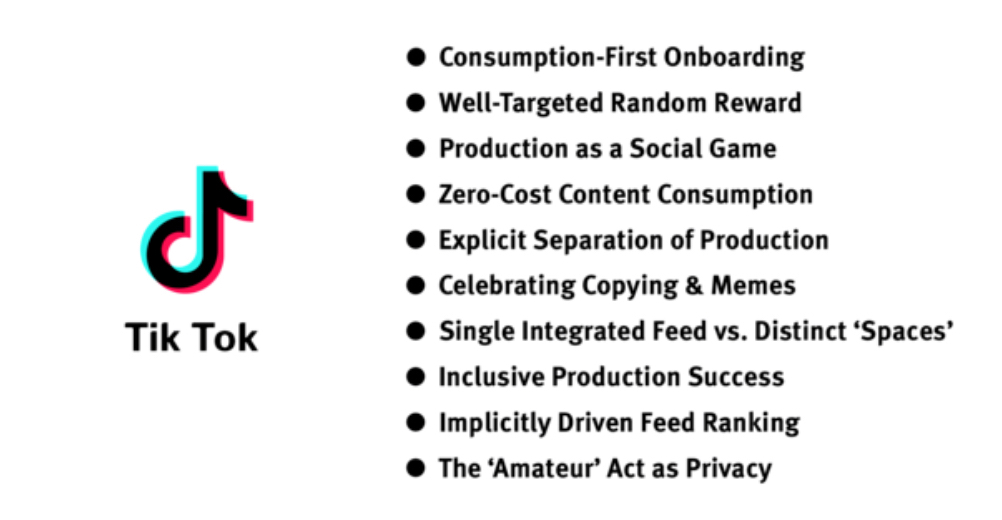 Tik Tok
● Consumption-First Onboarding
● Well-Targeted Random Reward
● Production as a Social Game
● Zero-Cost Content Consumption
● Explicit Separation of Production
● Celebrating Copying & Memes
● Single Integrated Feed vs. Distinct ‘Spaces’
● Inclusive Production Success
● Implicitly Driven Feed Ranking
● The ‘Amateur’ Act as Privacy